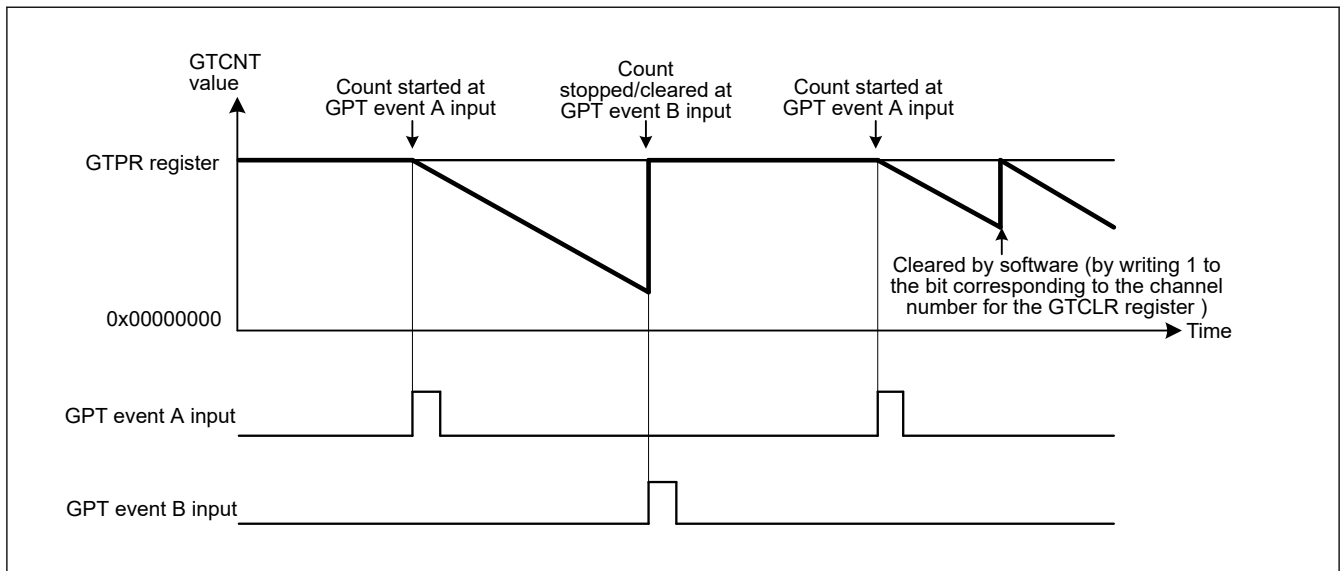 GTCNT
value
Count started at
GPT event A input
Count
stopped/cleared at
GPT event B input
Count started at
GPT event A input
GTPR register
Cleared by software (by writing 1 to
the bit corresponding to the channel
number for the GTCLR register )
0x00000000
Time
GPT event A input
GPT event B input